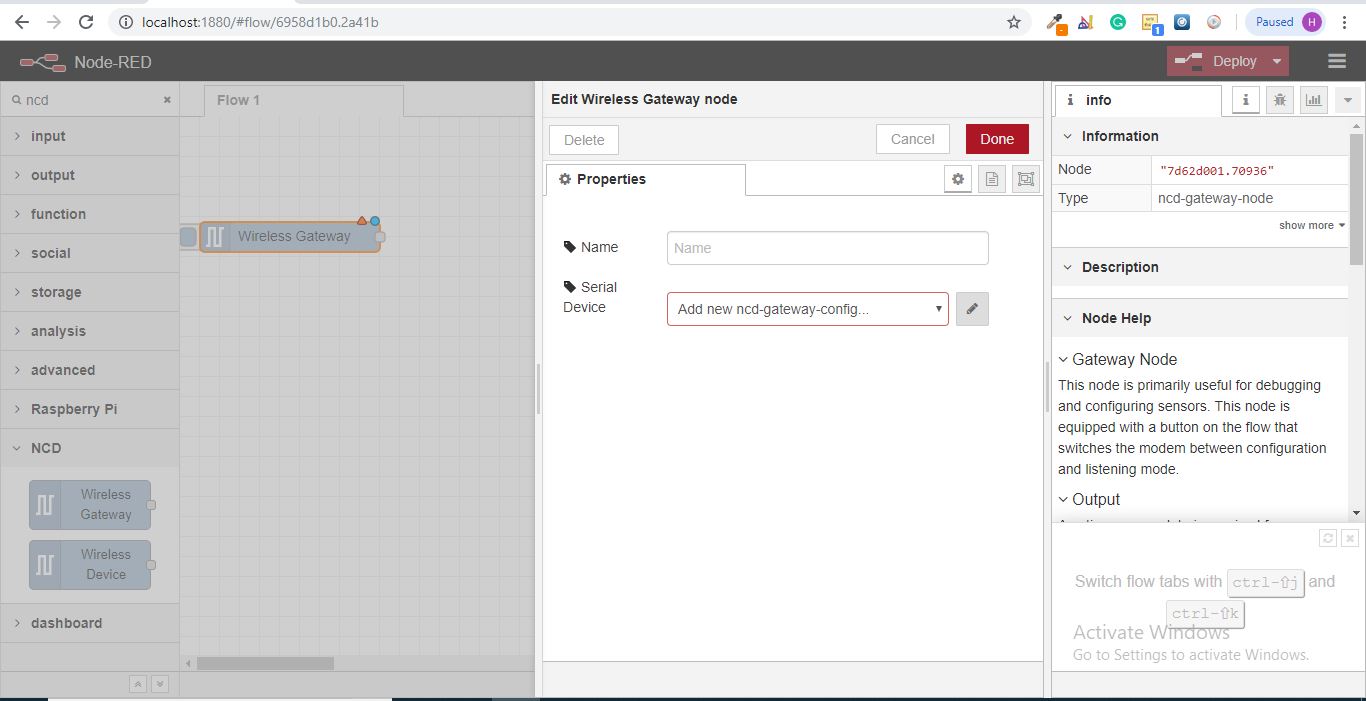 localhost:1880/#flow/6958d1b0.2a41b
1
Paused
H
Node-RED
Deploy
ncd
input
output
function
social
storage
analysis
advanced
Raspberry Pi
NCD
Wireless
Gateway
Wireless
Device
dashboard
Flow 1
Wireless Gateway
Edit Wireless Gateway node
Delete
Cancel
Done
Properties
Name
Name
Serial
Device
Add new ncd-gateway-config...
info
Information
Node
"7d62d001.70936"
Type
ncd-gateway-node
show more
Description
Node Help
Gateway Node
This node is primarily useful for debugging
and configuring sensors. This node is
equipped with a button on the flow that
switches the modem between configuration
and listening mode.
Output
Switch flow tabs with ctrl-⇧j and
ctrl-⇧k
Activate Windows
Go to Settings to activate Windows.